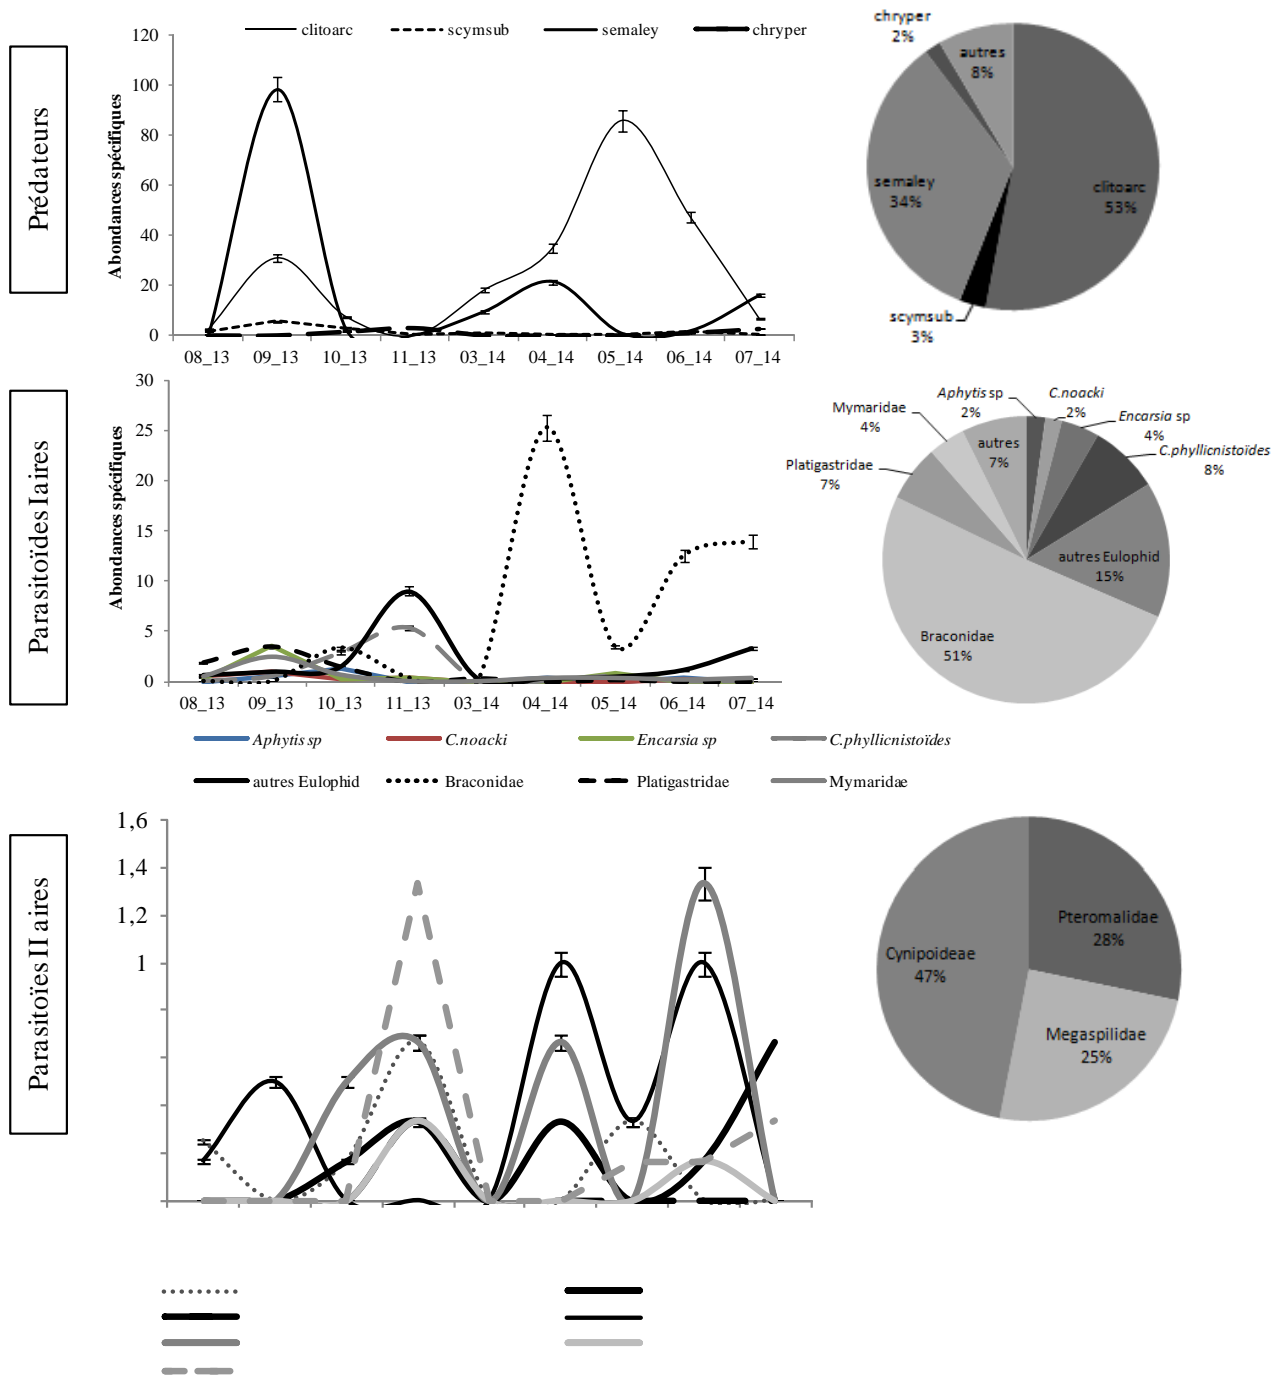 Prédateurs
Abondances spécifiques
clitoarc scymsub semaley chryper
120
100
80
60
40
20
0
08_13 09_13 10_13 11_13 03_14 04_14 05_14 06_14 07_14
chryper
2%
autres
8%
semaley
34%
clitoarc
53%
scymsub
3%
Parasitoïdes Iaires
Abondances spécifiques
30
25
20
15
10
5
0
08_13 09_13 10_13 11_13 03_14 04_14 05_14 06_14 07_14
Aphytis sp C.noacki Encarsia sp C.phyllicnistoïdes
autres Eulophid Braconidae Platigastridae Mymaridae
Aphytis sp
2%
C.noacki
2%
Encarsia sp
4%
C.phyllicnistoïdes
8%
Mymaridae
4%
autres
7%
Platigastridae
7%
autres Eulophid
15%
Braconidae
51%
Parasitoïes II aires
1,6
1,4
1,2
1
Pteromalidae
28%
Cynipoideae
47%
Megaspilidae
25%